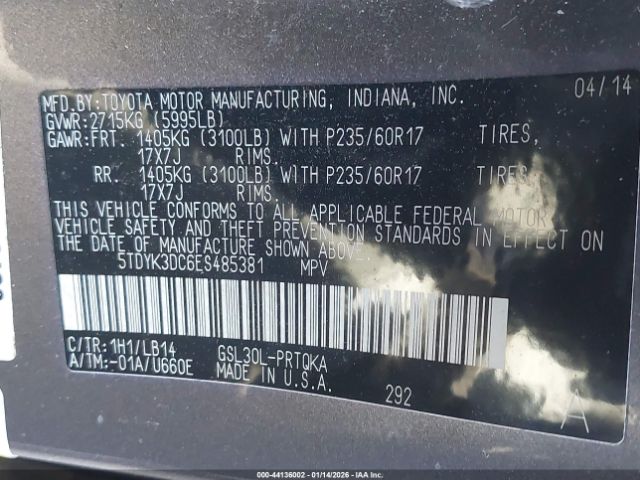 MFD.BY:TOYOTA MOTOR MANUFACTURING, INDIANA, INC. 04/14
GVWR:2715KG (5995LB)
GAWR:FRT. 1405KG (3100LB) WITH P235/60R17 TIRES,
17X7J RIMS.
RR. 1405KG (3100LB) WITH P235/60R17 TIRES,
17X7J RIMS.
THIS VEHICLE CONFORMS TO ALL APPLICABLE FEDERAL MOTOR
VEHICLE SAFETY AND THEFT PREVENTION STANDARDS IN EFFECT ON
THE DATE OF MANUFACTURE SHOWN ABOVE.
5TDYK3DC6ES485381 MPV
C/TR:1H1/LB14 GSL30L-PRTQKA
A/TM:-01A/U660E MADE IN U.S.A.
292 A
000-44136002 - 01/14/2026 - IAAI.COM